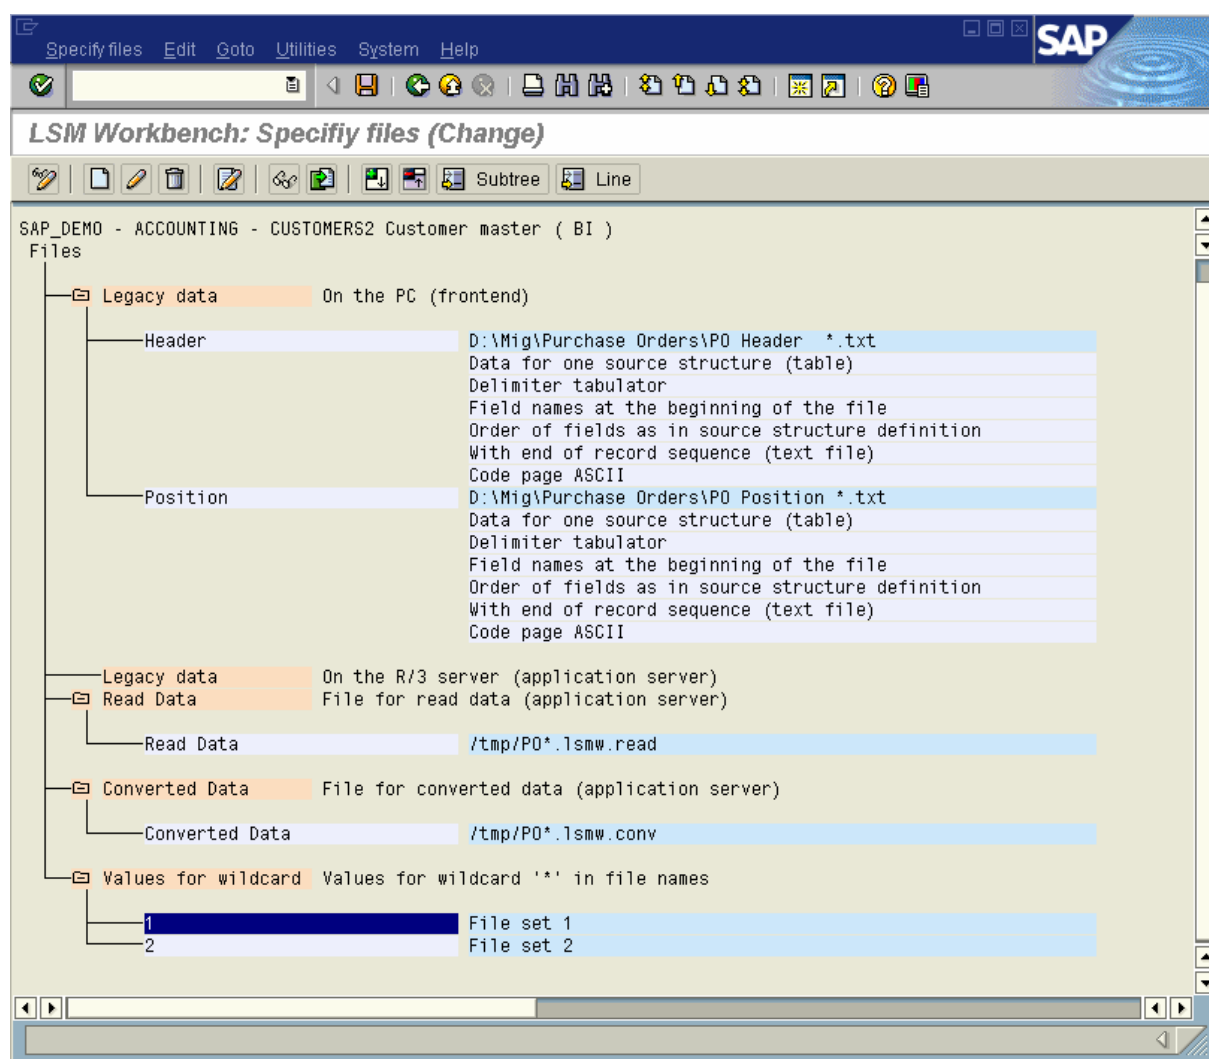 Specify files Edit Goto Utilities System Help
SAP
LSM Workbench: Specifiy files (Change)
Subtree Line
SAP_DEMO - ACCOUNTING - CUSTOMERS2 Customer master ( BI )
Files
Legacy data On the PC (frontend)
Header D:\Mig\Purchase Orders\PO Header *.txt
Data for one source structure (table)
Delimiter tabulator
Field names at the beginning of the file
Order of fields as in source structure definition
With end of record sequence (text file)
Code page ASCII
Position D:\Mig\Purchase Orders\PO Position *.txt
Data for one source structure (table)
Delimiter tabulator
Field names at the beginning of the file
Order of fields as in source structure definition
With end of record sequence (text file)
Code page ASCII
Legacy data On the R/3 server (application server)
Read Data File for read data (application server)
Read Data /tmp/PO*.lsmw.read
Converted Data File for converted data (application server)
Converted Data /tmp/PO*.lsmw.conv
Values for wildcard Values for wildcard '*' in file names
1 File set 1
2 File set 2